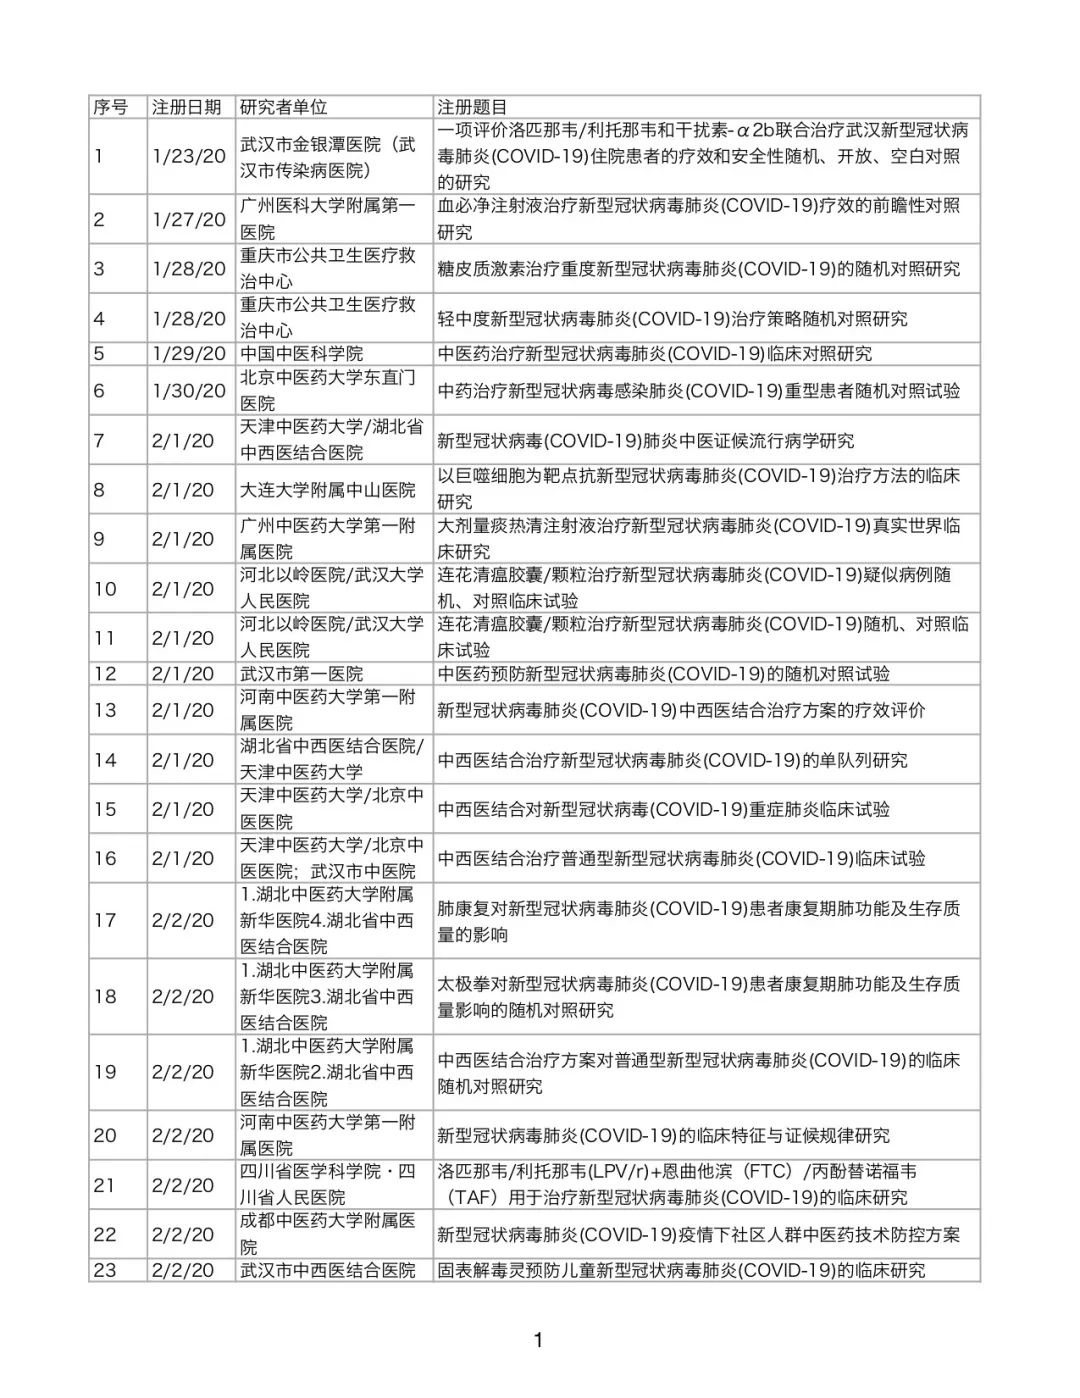 序号 注册日期 研究者单位 注册题目
1 1/23/20 武汉市金银潭医院（武
汉市传染病医院） 一项评价洛匹那韦/利托那韦和干扰素-α2b联合治疗武汉新型冠状病
毒肺炎(COVID-19)住院患者的疗效和安全性随机、开放、空白对照
的研究
2 1/27/20 广州医科大学附属第一
医院 血必净注射液治疗新型冠状病毒肺炎(COVID-19)疗效的前瞻性对照
研究
3 1/28/20 重庆市公共卫生医疗救
治中心 糖皮质激素治疗重度新型冠状病毒肺炎(COVID-19)的随机对照研究
4 1/28/20 重庆市公共卫生医疗救
治中心 轻中度新型冠状病毒肺炎(COVID-19)治疗策略随机对照研究
5 1/29/20 中国中医科学院 中医药治疗新型冠状病毒肺炎(COVID-19)临床对照研究
6 1/30/20 北京中医药大学东直门
医院 中药治疗新型冠状病毒感染肺炎(COVID-19)重型患者随机对照试验
7 2/1/20 天津中医药大学/湖北省
中西医结合医院 新型冠状病毒(COVID-19)肺炎中医证候流行病学研究
8 2/1/20 大连大学附属中山医院 以巨噬细胞为靶点抗新型冠状病毒肺炎(COVID-19)治疗方法的临床
研究
9 2/1/20 广州中医药大学第一附
属医院 大剂量痰热清注射液治疗新型冠状病毒肺炎(COVID-19)真实世界临
床研究
10 2/1/20 河北以岭医院/武汉大学
人民医院 连花清瘟胶囊/颗粒治疗新型冠状病毒肺炎(COVID-19)疑似病例随
机、对照临床试验
11 2/1/20 河北以岭医院/武汉大学
人民医院 连花清瘟胶囊/颗粒治疗新型冠状病毒肺炎(COVID-19)随机、对照临
床试验
12 2/1/20 武汉市第一医院 中医药预防新型冠状病毒肺炎(COVID-19)的随机对照试验
13 2/1/20 河南中医药大学第一附
属医院 新型冠状病毒肺炎(COVID-19)中西医结合治疗方案的疗效评价
14 2/1/20 湖北省中西医结合医院/
天津中医药大学 中西医结合治疗新型冠状病毒肺炎(COVID-19)的单队列研究
15 2/1/20 天津中医药大学/北京中
医医院 中西医结合对新型冠状病毒(COVID-19)重症肺炎临床试验
16 2/1/20 天津中医药大学/北京中
医医院；武汉市中医院 中西医结合治疗普通型新型冠状病毒肺炎(COVID-19)临床试验
17 2/2/20 1.湖北中医药大学附属
新华医院4.湖北省中西
医结合医院 肺康复对新型冠状病毒肺炎(COVID-19)患者康复期肺功能及生存质
量的影响
18 2/2/20 1.湖北中医药大学附属
新华医院3.湖北省中西
医结合医院 太极拳对新型冠状病毒肺炎(COVID-19)患者康复期肺功能及生存质
量影响的随机对照研究
19 2/2/20 1.湖北中医药大学附属
新华医院2.湖北省中西
医结合医院 中西医结合治疗方案对普通型新型冠状病毒肺炎(COVID-19)的临床
随机对照研究
20 2/2/20 河南中医药大学第一附
属医院 新型冠状病毒肺炎(COVID-19)的临床特征与证候规律研究
21 2/2/20 四川省医学科学院·四
川省人民医院 洛匹那韦/利托那韦(LPV/r)+恩曲他滨（FTC）/丙酚替诺福韦
（TAF）用于治疗新型冠状病毒肺炎(COVID-19)的临床研究
22 2/2/20 成都中医药大学附属医
院 新型冠状病毒肺炎(COVID-19)疫情下社区人群中医药技术防控方案
23 2/2/20 武汉市中西医结合医院 固表解毒灵预防儿童新型冠状病毒肺炎(COVID-19)的临床研究
1